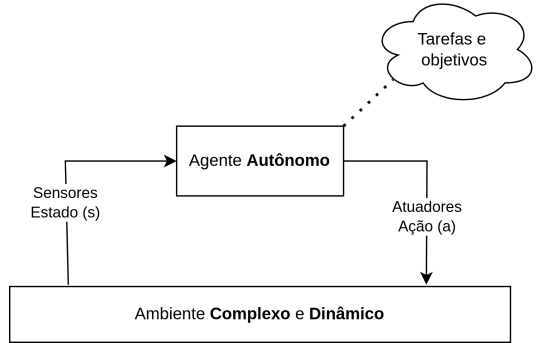 Tarefas e
objetivos
Agente Autônomo
Sensores
Estado (s)
Atuadores
Ação (a)
Ambiente Complexo e Dinâmico